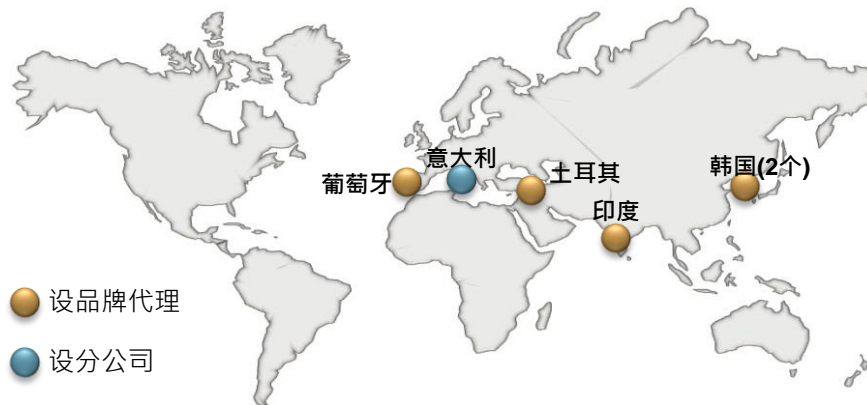 意大利
韩国(2个)
葡萄牙
土耳其
印度
设品牌代理
设分公司